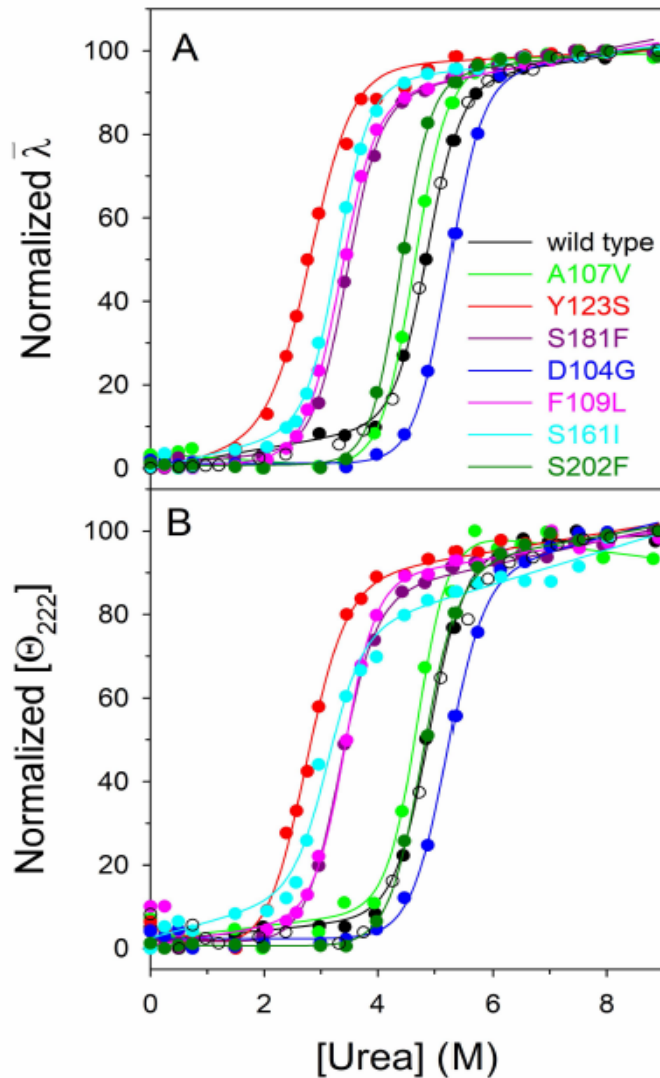 A
100
80
60
40
20
0
Normalized λ̄
wild type
A107V
Y123S
S181F
D104G
F109L
S161I
S202F
B
100
80
60
40
20
0
Normalized [Θ222]
0 2 4 6 8
[Urea] (M)